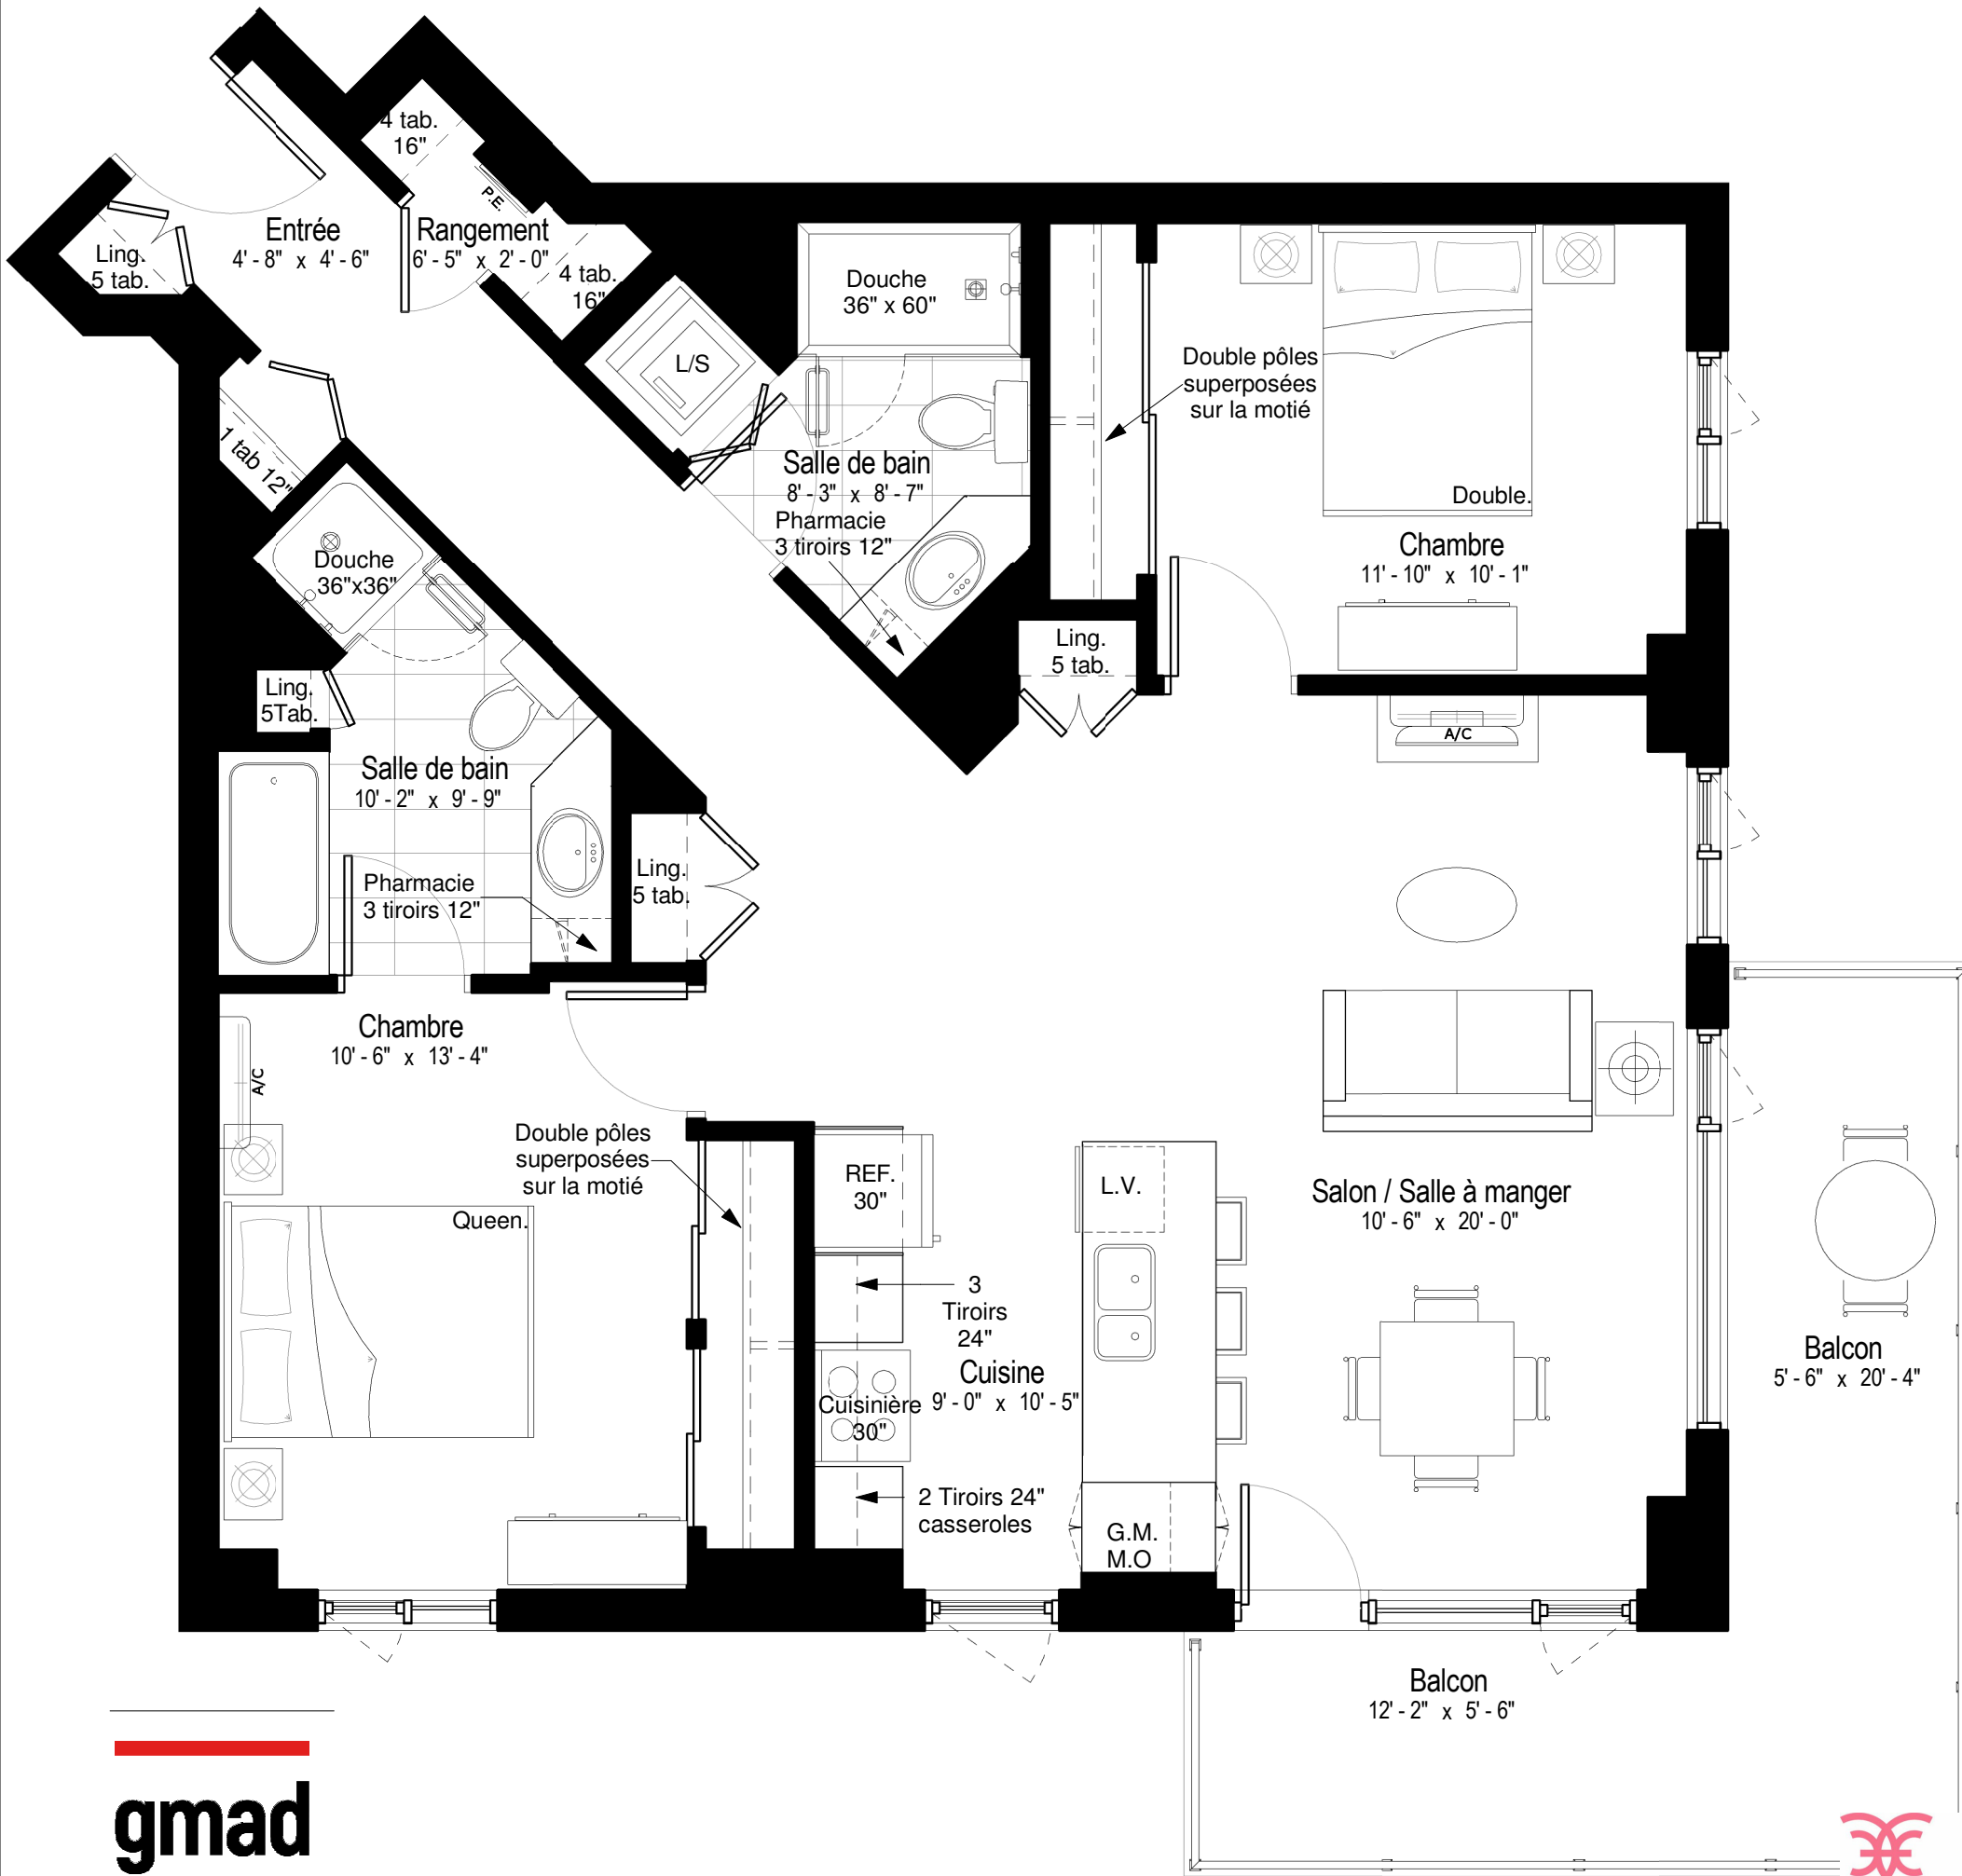 4 tab.
16"
P.E.
Entrée
4' - 8" x 4' - 6"
Rangement
6' - 5" x 2' - 0"
Ling.
5 tab.
4 tab.
16"
Douche
36" x 60"
L/S
Double pôles
superposées
sur la motié
1 tab 12"
Salle de bain
8' - 3" x 8' - 7"
Pharmacie
3 tiroirs 12"
Double.
Chambre
11' - 10" x 10' - 1"
Douche
36"x36"
Ling.
5 tab.
Ling.
5Tab.
A/C
Salle de bain
10' - 2" x 9' - 9"
Pharmacie
3 tiroirs 12"
Ling.
5 tab.
Chambre
10' - 6" x 13' - 4"
A/C
Double pôles
superposées
sur la motié
Queen.
REF.
30"
L.V.
Salon / Salle à manger
10' - 6" x 20' - 0"
3
Tiroirs
24"
Cuisine
9' - 0" x 10' - 5"
Cuisinière
30"
Balcon
5' - 6" x 20' - 4"
2 Tiroirs 24"
casseroles
G.M.
M.O
Balcon
12' - 2" x 5' - 6"
gmad